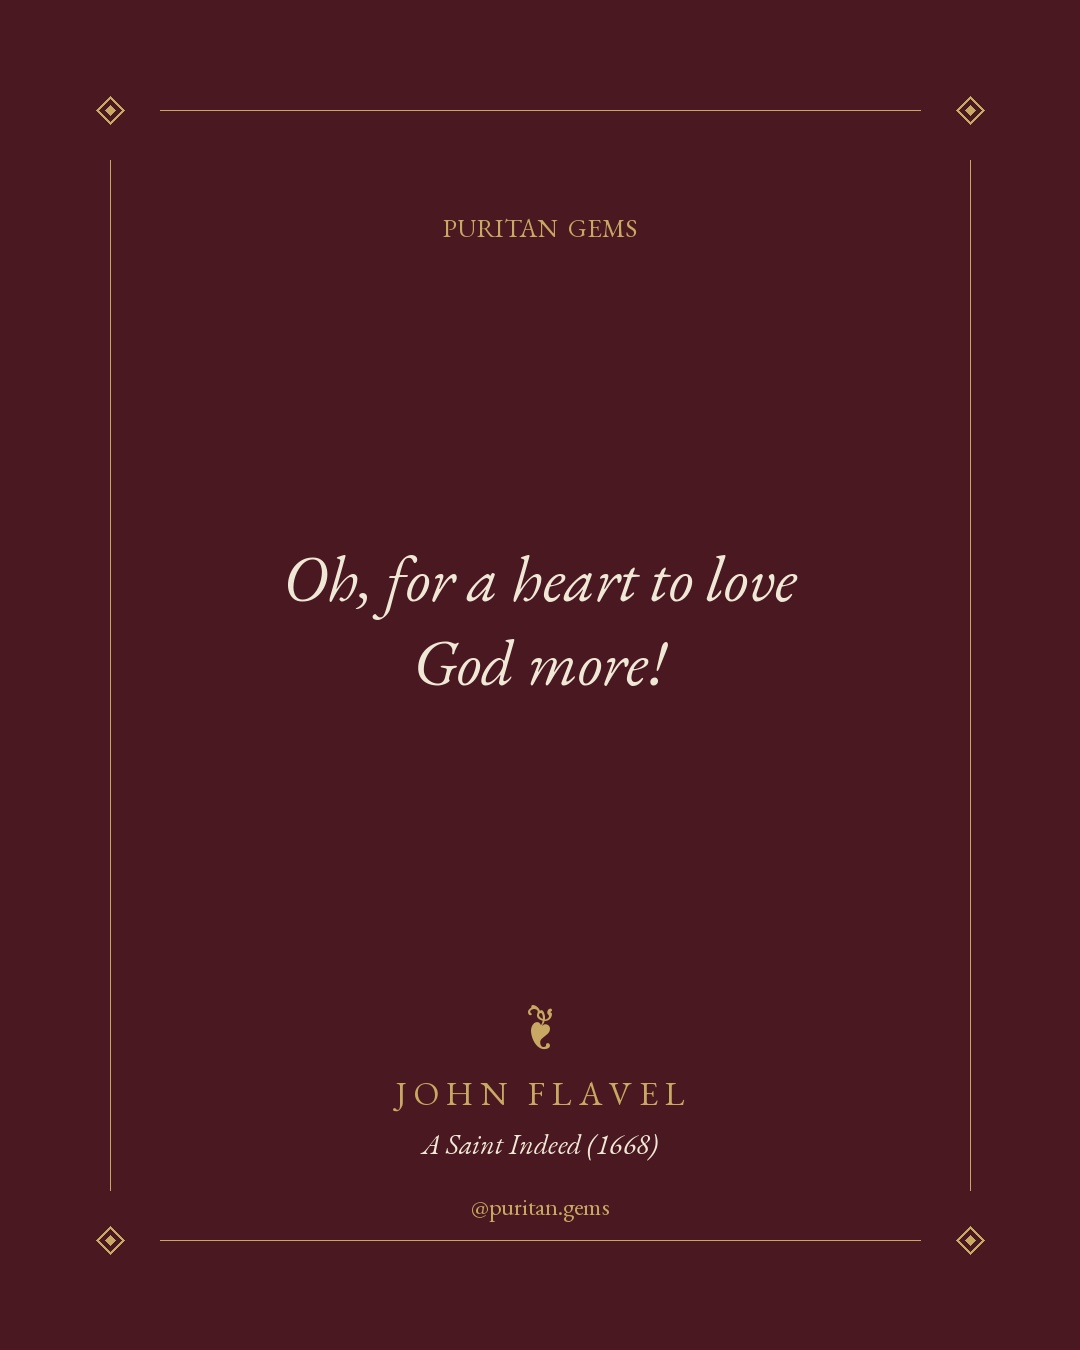 PURITAN GEMS
Oh, for a heart to love
God more!
JOHN FLAVEL
A Saint Indeed (1668)
@puritan.gems